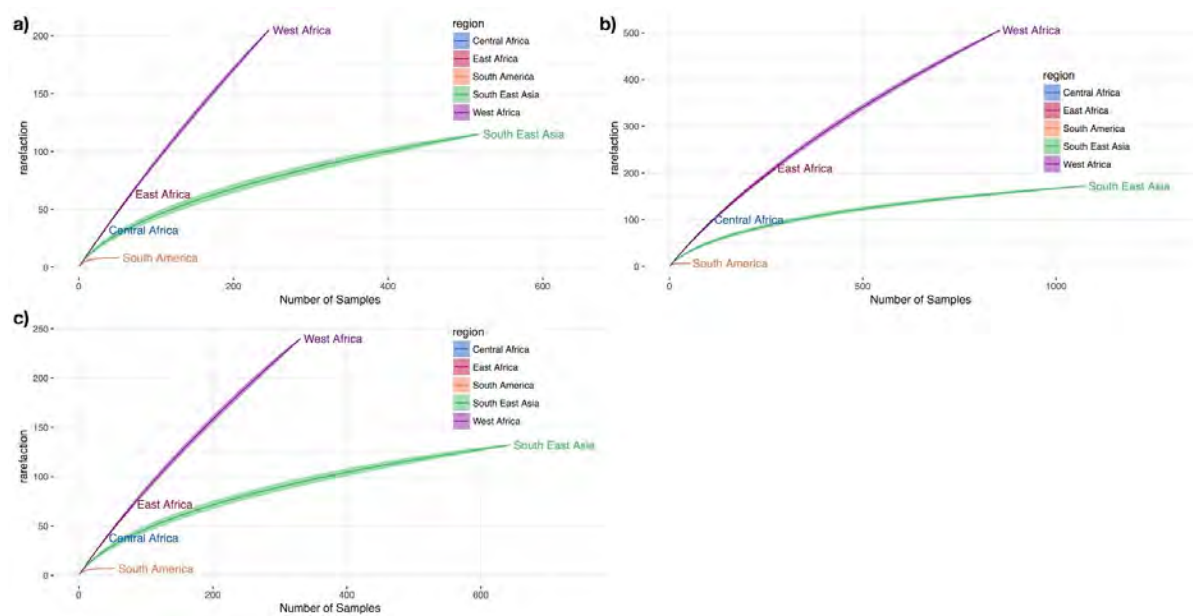 a)
rarefaction
200
150
100
50
0
West Africa
South East Asia
East Africa
Central Africa
South America
region
Central Africa
East Africa
South America
South East Asia
West Africa
0
200
400
600
Number of Samples
b)
rarefaction
500
400
300
200
100
0
West Africa
East Africa
South East Asia
Central Africa
South America
region
Central Africa
East Africa
South America
South East Asia
West Africa
0
500
1000
Number of Samples
c)
rarefaction
250
200
150
100
50
0
West Africa
South East Asia
East Africa
Central Africa
South America
region
Central Africa
East Africa
South America
South East Asia
West Africa
0
200
400
600
Number of Samples